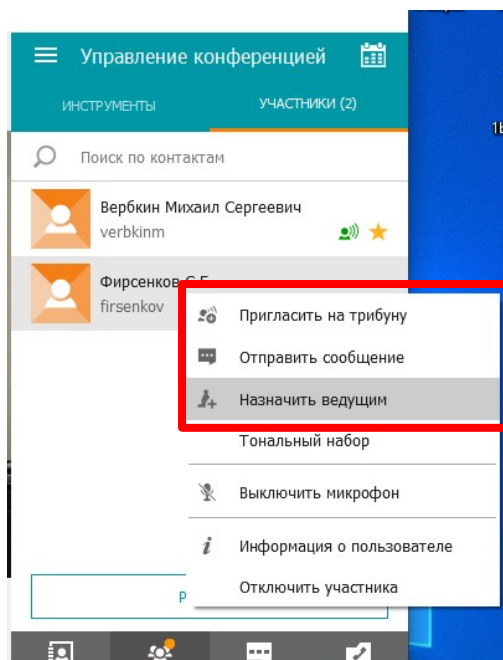 Управление конференцией
ИНСТРУМЕНТЫ
УЧАСТНИКИ (2)
Поиск по контактам
Вербкин Михаил Сергеевич
verbkinm
Фирсенков
firsenkov
Пригласить на трибуну
Отправить сообщение
Назначить ведущим
Тональный набор
Выключить микрофон
Информация о пользователе
Отключить участника